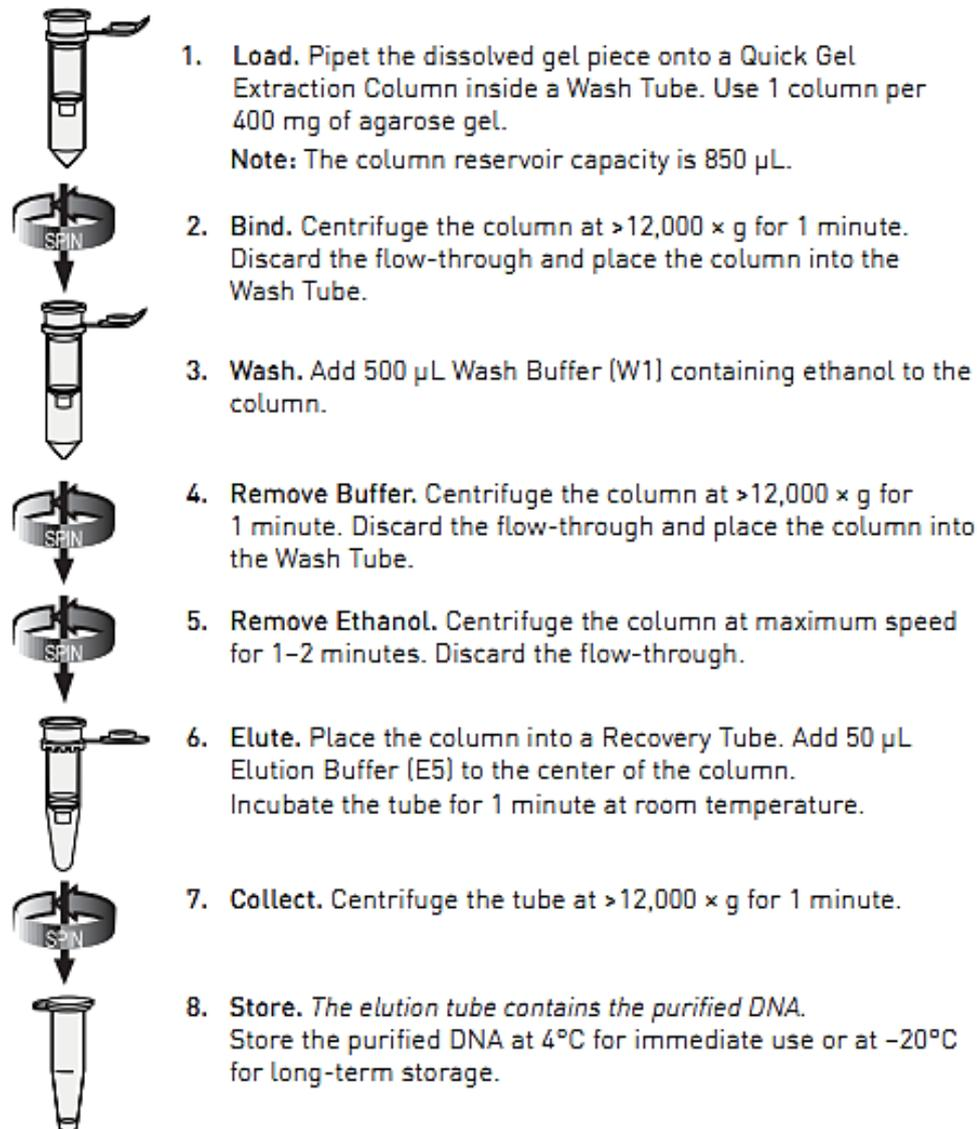 1. Load. Pipet the dissolved gel piece onto a Quick Gel
Extraction Column inside a Wash Tube. Use 1 column per
400 mg of agarose gel.
Note: The column reservoir capacity is 850 µL.
SPIN
2. Bind. Centrifuge the column at >12,000 × g for 1 minute.
Discard the flow-through and place the column into the
Wash Tube.
3. Wash. Add 500 µL Wash Buffer (W1) containing ethanol to the
column.
SPIN
4. Remove Buffer. Centrifuge the column at >12,000 × g for
1 minute. Discard the flow-through and place the column into
the Wash Tube.
SPIN
5. Remove Ethanol. Centrifuge the column at maximum speed
for 1–2 minutes. Discard the flow-through.
6. Elute. Place the column into a Recovery Tube. Add 50 µL
Elution Buffer (E5) to the center of the column.
Incubate the tube for 1 minute at room temperature.
SPIN
7. Collect. Centrifuge the tube at >12,000 × g for 1 minute.
8. Store. The elution tube contains the purified DNA.
Store the purified DNA at 4°C for immediate use or at –20°C
for long-term storage.